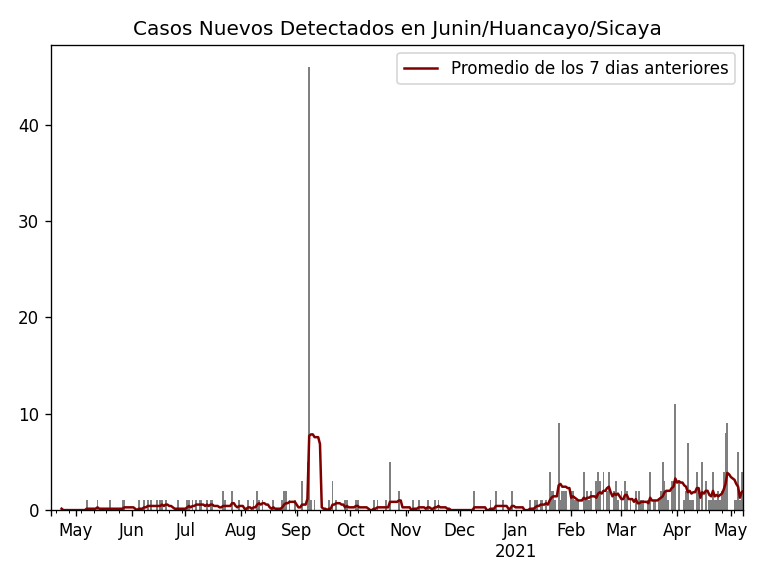 Casos Nuevos Detectados en Junin/Huancayo/Sicaya
Promedio de los 7 dias anteriores
40
30
20
10
0
May Jun Jul Aug Sep Oct Nov Dec Jan Feb Mar Apr May
2021